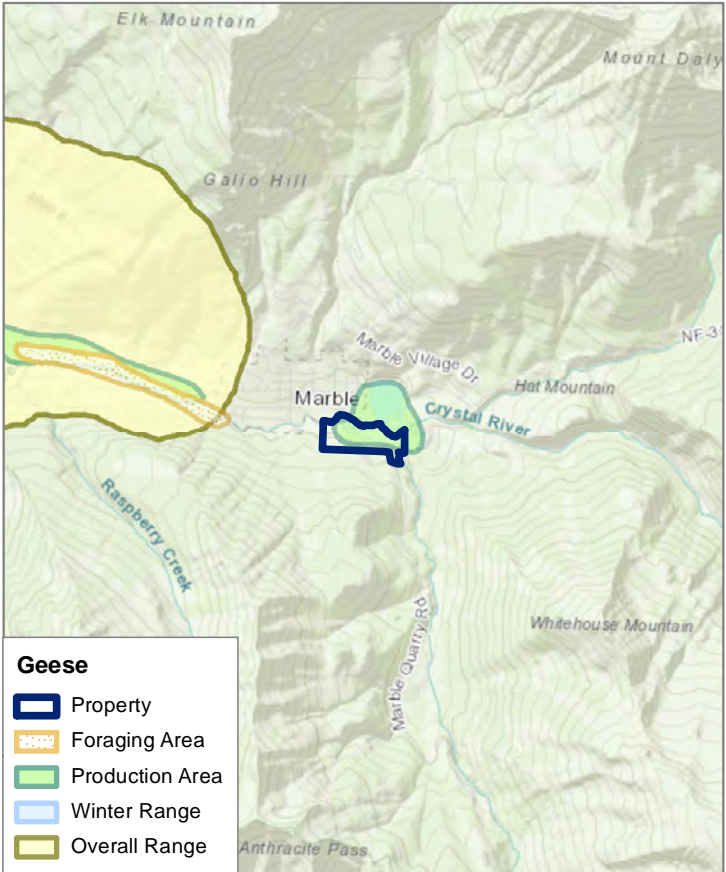 Elk Mountain
Mount Daly
Galio Hill
NF-3
Marble Village Dr
Hat Mountain
Marble
Crystal River
Raspberry Creek
Whitehouse Mountain
Marble Quarry Rd
Anthracite Pass
Geese
Property
Foraging Area
Production Area
Winter Range
Overall Range